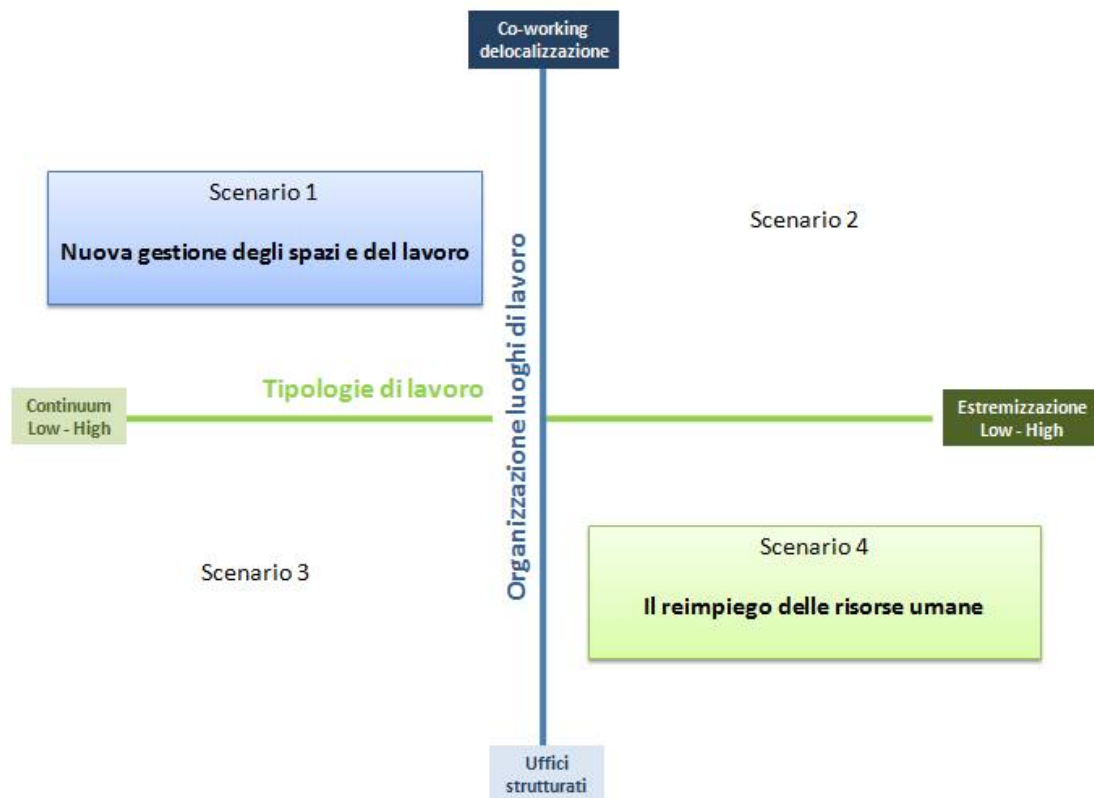 Co-working
delocalizzazione
Scenario 1
Nuova gestione degli spazi e del lavoro
Scenario 2
Organizzazione luoghi di lavoro
Tipologie di lavoro
Continuum
Low - High
Estremizzazione
Low - High
Scenario 3
Scenario 4
Il reimpiego delle risorse umane
Uffici
strutturati